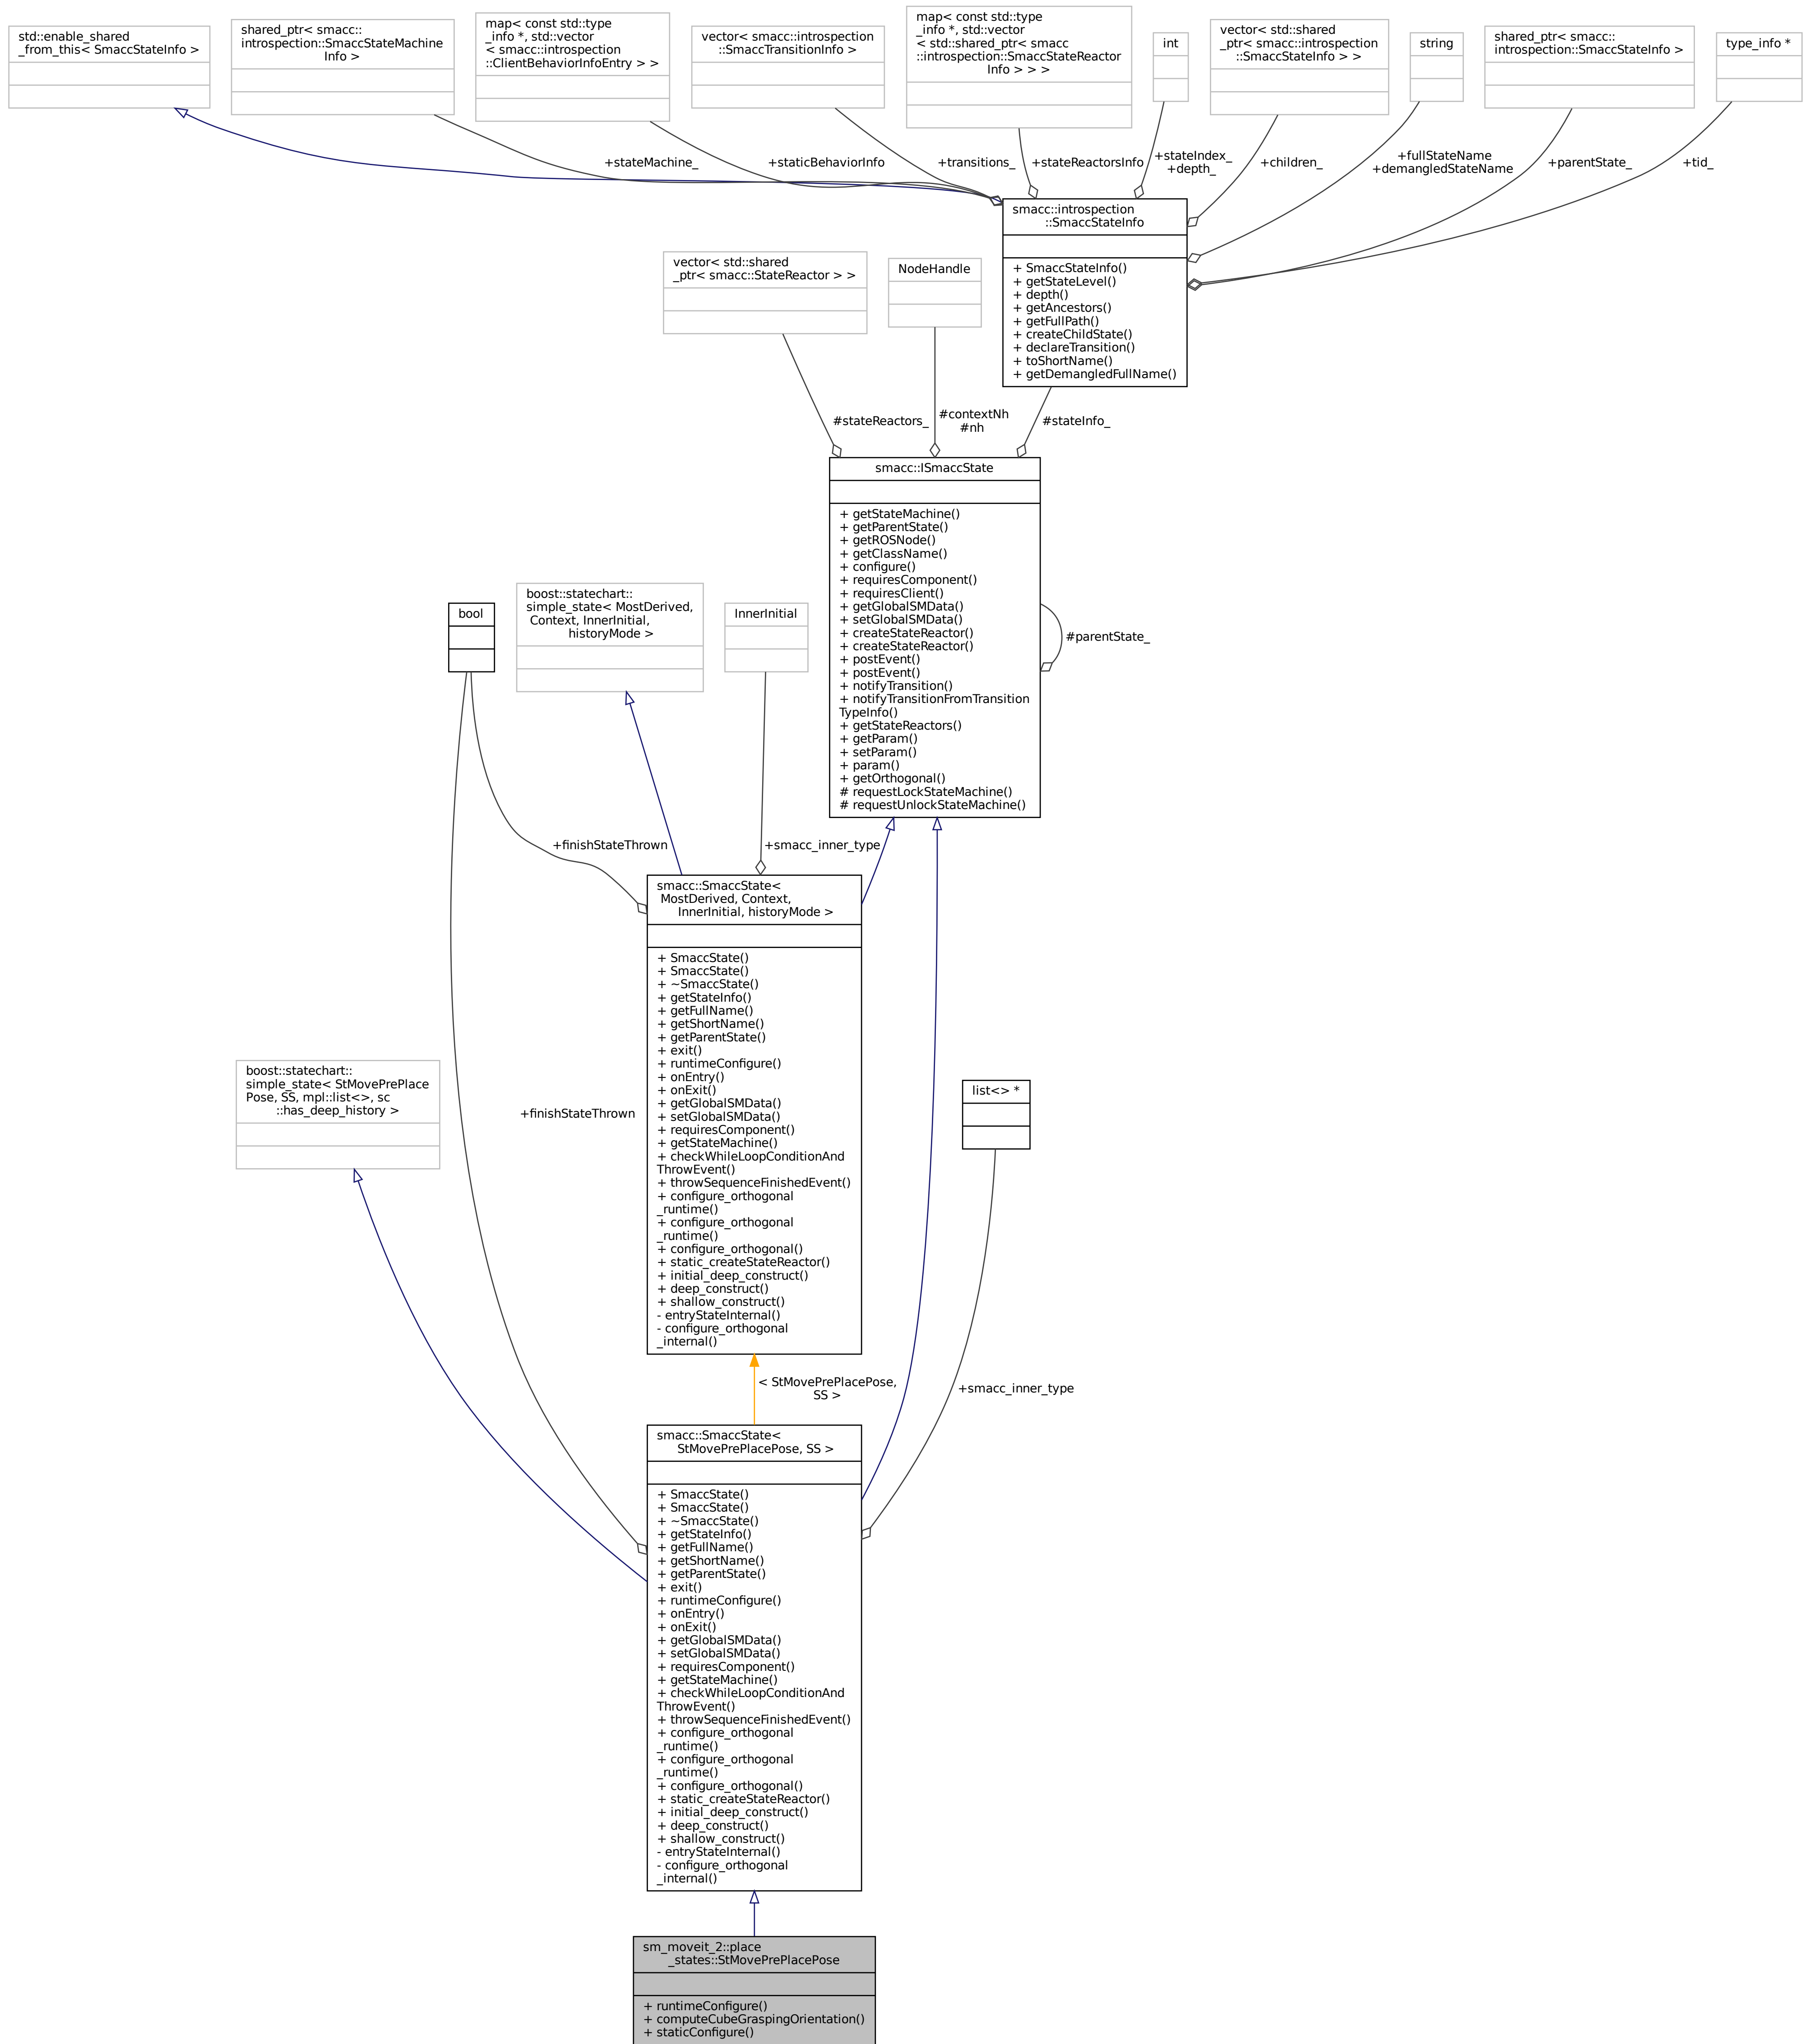 std::enable_shared
_from_this< SmaccStateInfo >
shared_ptr< smacc::
introspection::SmaccStateMachine
Info >
map< const std::type
_info *, std::vector
< smacc::introspection
::ClientBehaviorInfoEntry > >
vector< smacc::introspection
::SmaccTransitionInfo >
map< const std::type
_info *, std::vector
< std::shared_ptr< smacc
::introspection::SmaccStateReactor
Info > > >
int
vector< std::shared
_ptr< smacc::introspection
::SmaccStateInfo > >
string
shared_ptr< smacc::
introspection::SmaccStateInfo >
type_info *
+stateMachine_
+staticBehaviorInfo
+transitions_
+stateReactorsInfo
+stateIndex_
+depth_
+children_
+fullStateName
+demangledStateName
+parentState_
+tid_
smacc::introspection
::SmaccStateInfo
+ SmaccStateInfo()
+ getStateLevel()
+ depth()
+ getAncestors()
+ getFullPath()
+ createChildState()
+ declareTransition()
+ toShortName()
+ getDemangledFullName()
vector< std::shared
_ptr< smacc::StateReactor > >
NodeHandle
#stateReactors_
#contextNh
#nh
#stateInfo_
smacc::ISmaccState
+ getStateMachine()
+ getParentState()
+ getROSNode()
+ getClassName()
+ configure()
+ requiresComponent()
+ requiresClient()
+ getGlobalSMData()
+ setGlobalSMData()
+ createStateReactor()
+ createStateReactor()
+ postEvent()
+ postEvent()
+ notifyTransition()
+ notifyTransitionFromTransition
TypeInfo()
+ getStateReactors()
+ getParam()
+ setParam()
+ param()
+ getOrthogonal()
# requestLockStateMachine()
# requestUnlockStateMachine()
#parentState_
bool
boost::statechart::
simple_state< MostDerived,
Context, InnerInitial,
historyMode >
InnerInitial
+finishStateThrown
+smacc_inner_type
smacc::SmaccState<
MostDerived, Context,
InnerInitial, historyMode >
+ SmaccState()
+ SmaccState()
+ ~SmaccState()
+ getStateInfo()
+ getFullName()
+ getShortName()
+ getParentState()
+ exit()
+ runtimeConfigure()
+ onEntry()
+ onExit()
+ getGlobalSMData()
+ setGlobalSMData()
+ requiresComponent()
+ getStateMachine()
+ checkWhileLoopConditionAnd
ThrowEvent()
+ throwSequenceFinishedEvent()
+ configure_orthogonal
_runtime()
+ configure_orthogonal
_runtime()
+ configure_orthogonal()
+ static_createStateReactor()
+ initial_deep_construct()
+ deep_construct()
+ shallow_construct()
- entryStateInternal()
- configure_orthogonal
_internal()
boost::statechart::
simple_state< StMovePrePlace
Pose, SS, mpl::list<>, sc
::has_deep_history >
+finishStateThrown
list<> *
< StMovePrePlacePose,
SS >
+smacc_inner_type
smacc::SmaccState<
StMovePrePlacePose, SS >
+ SmaccState()
+ SmaccState()
+ ~SmaccState()
+ getStateInfo()
+ getFullName()
+ getShortName()
+ getParentState()
+ exit()
+ runtimeConfigure()
+ onEntry()
+ onExit()
+ getGlobalSMData()
+ setGlobalSMData()
+ requiresComponent()
+ getStateMachine()
+ checkWhileLoopConditionAnd
ThrowEvent()
+ throwSequenceFinishedEvent()
+ configure_orthogonal
_runtime()
+ configure_orthogonal
_runtime()
+ configure_orthogonal()
+ static_createStateReactor()
+ initial_deep_construct()
+ deep_construct()
+ shallow_construct()
- entryStateInternal()
- configure_orthogonal
_internal()
sm_moveit_2::place
_states::StMovePrePlacePose
+ runtimeConfigure()
+ computeCubeGraspingOrientation()
+ staticConfigure()